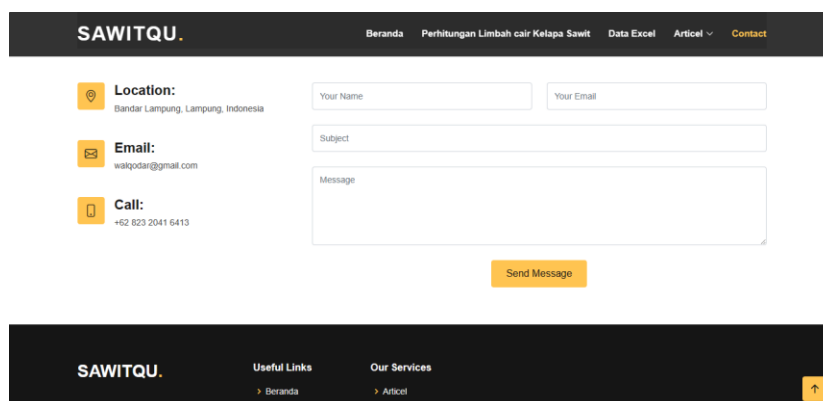 SAWITQU.
Beranda Perhitungan Limbah cair Kelapa Sawit Data Excel Articel Contact
Location:
Bandar Lampung, Lampung, Indonesia
Email:
walqodar@gmail.com
Call:
+62 823 2041 6413
Your Name
Your Email
Subject
Message
Send Message
SAWITQU.
Useful Links
Beranda
Our Services
Articel